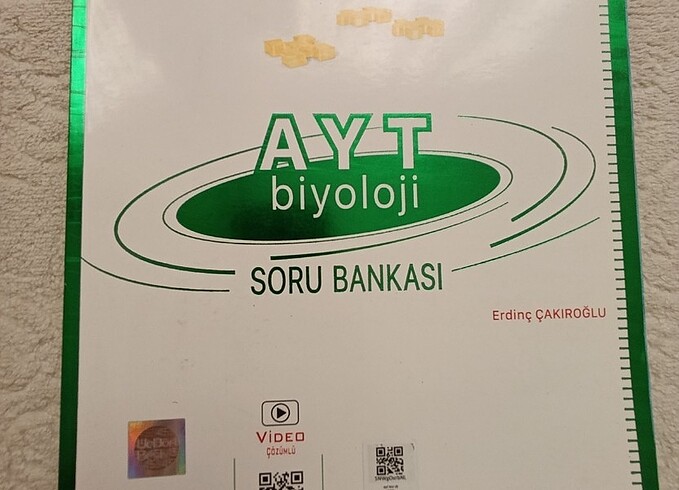 AYT
biyoloji
SORU BANKASI
Erdinç ÇAKIROĞLU
VİDEO
ÇÖZÜMLÜ